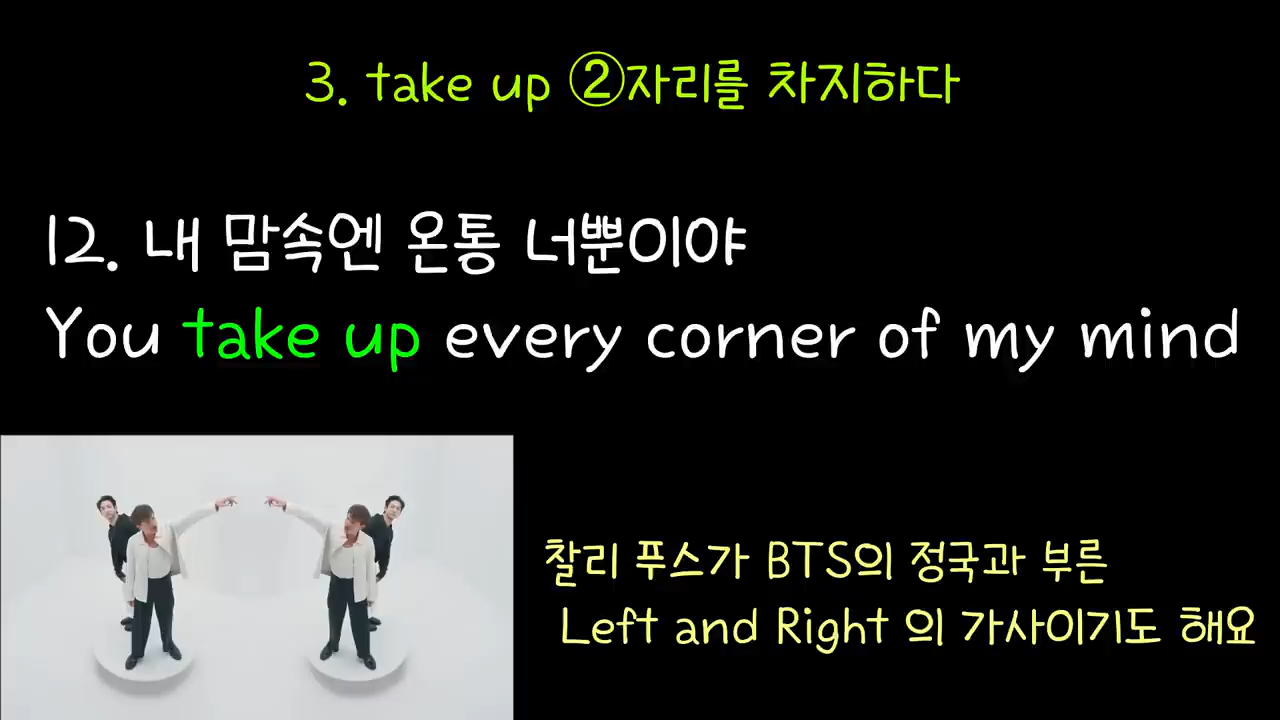 3. take up ②자리를 차지하다
12. 내 맘속엔 온통 너뿐이야
You take up every corner of my mind
찰리 푸스가 BTS의 정국과 부른
Left and Right 의 가사이기도 해요